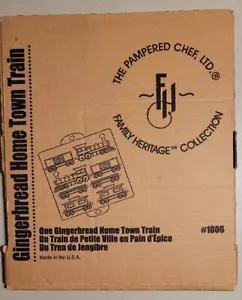 Gingerbread Home Town Train
THE PAMPERED CHEF, LTD®
FH
FAMILY HERITAGE™ COLLECTION
One Gingerbread Home Town Train
Un Train de Petite Ville en Pain d'Épice
Un Tren de Jengibre
Made in the U.S.A.
#1866